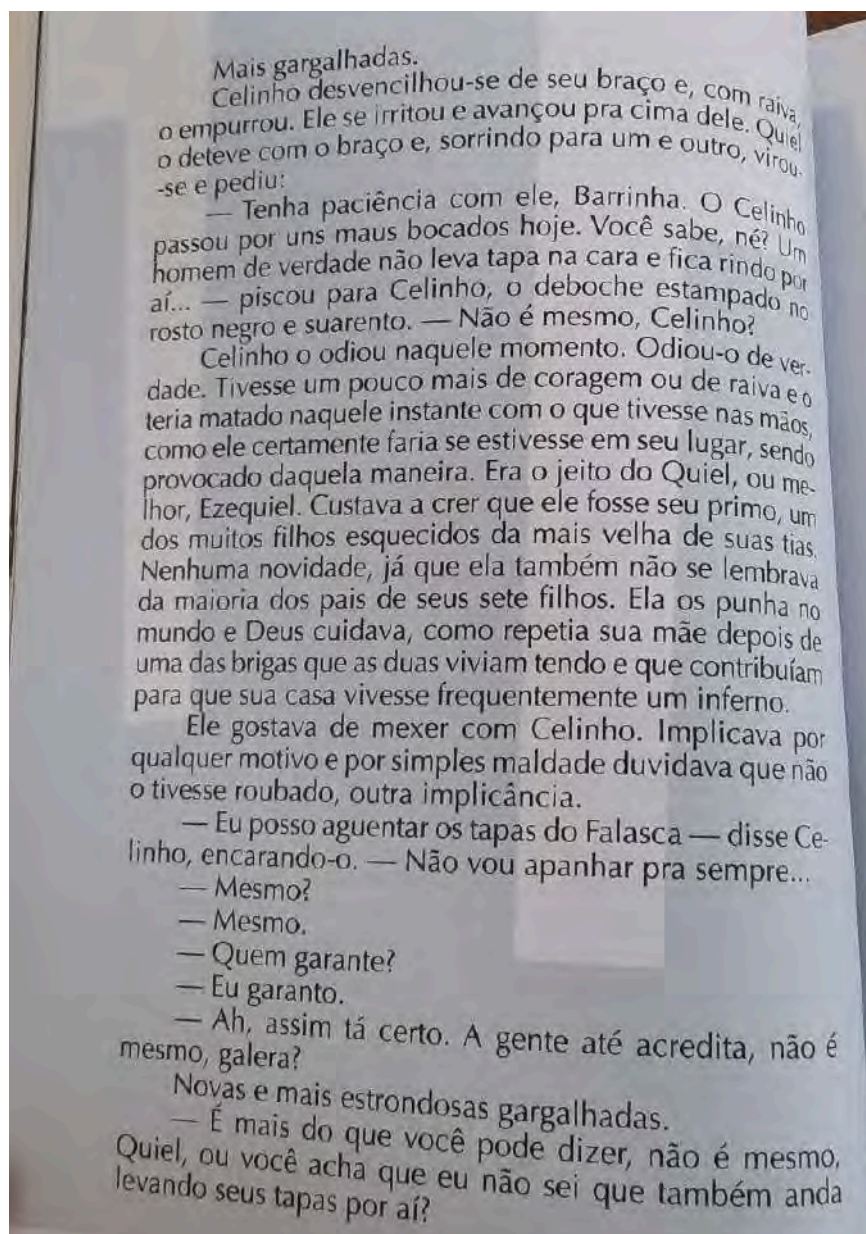 Mais gargalhadas.
Celinho desvencilhou-se de seu braço e, com raiva,
o empurrou. Ele se irritou e avançou pra cima dele. Quiel
o deteve com o braço e, sorrindo para um e outro, virou-
-se e pediu:
— Tenha paciência com ele, Barrinha. O Celinho
passou por uns maus bocados hoje. Você sabe, né? Um
homem de verdade não leva tapa na cara e fica rindo por
aí... — piscou para Celinho, o deboche estampado no
rosto negro e suarento. — Não é mesmo, Celinho?
Celinho o odiou naquele momento. Odiou-o de ver-
dade. Tivesse um pouco mais de coragem ou de raiva e o
teria matado naquele instante com o que tivesse nas mãos,
como ele certamente faria se estivesse em seu lugar, sendo
provocado daquela maneira. Era o jeito do Quiel, ou me-
lhor, Ezequiel. Custava a crer que ele fosse seu primo, um
dos muitos filhos esquecidos da mais velha de suas tias.
Nenhuma novidade, já que ela também não se lembrava
da maioria dos pais de seus sete filhos. Ela os punha no
mundo e Deus cuidava, como repetia sua mãe depois de
uma das brigas que as duas viviam tendo e que contribuíam
para que sua casa vivesse frequentemente um inferno.
Ele gostava de mexer com Celinho. Implicava por
qualquer motivo e por simples maldade duvidava que não
o tivesse roubado, outra implicância.
— Eu posso aguentar os tapas do Falasca — disse Ce-
linho, encarando-o. — Não vou apanhar pra sempre...
— Mesmo?
— Mesmo.
— Quem garante?
— Eu garanto.
— Ah, assim tá certo. A gente até acredita, não é
mesmo, galera?
Novas e mais estrondosas gargalhadas.
— É mais do que você pode dizer, não é mesmo,
Quiel, ou você acha que eu não sei que também anda
levando seus tapas por aí?